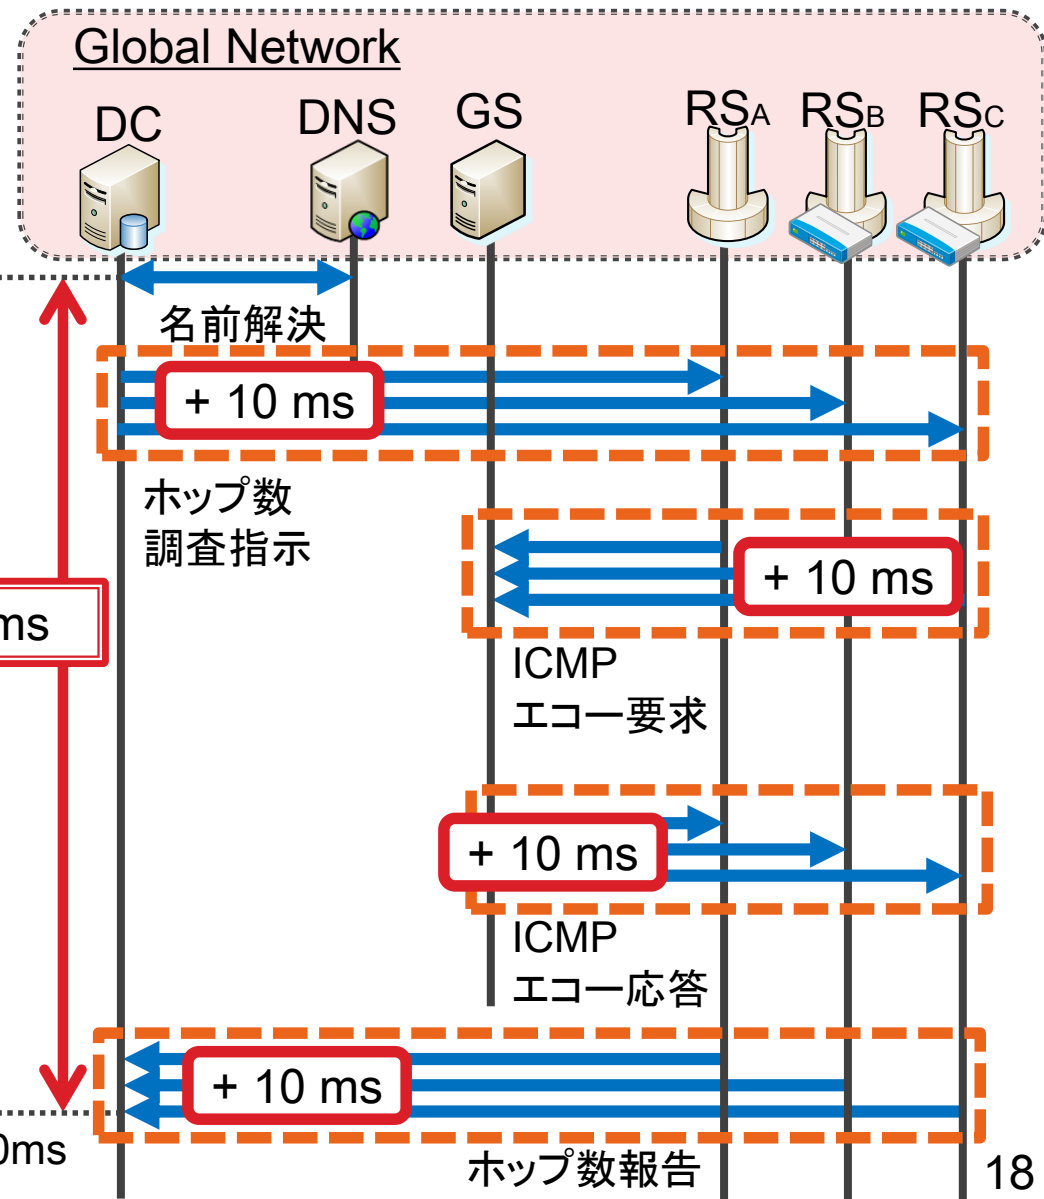 Global Network
DC
DNS
GS
RSA
RSB
RSC
名前解決
+ 10 ms
ホップ数
調査指示
+ 10 ms
ms
ICMP
エコー要求
+ 10 ms
ICMP
エコー応答
+ 10 ms
0ms
ホップ数報告
18